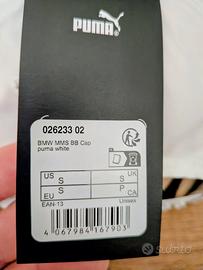 PUMA
026233 02
BMW MMS BB Cap
puma white
US S S UK
S P
EU S S CA
EAN-13 Unisex
4 067984 167903
subito